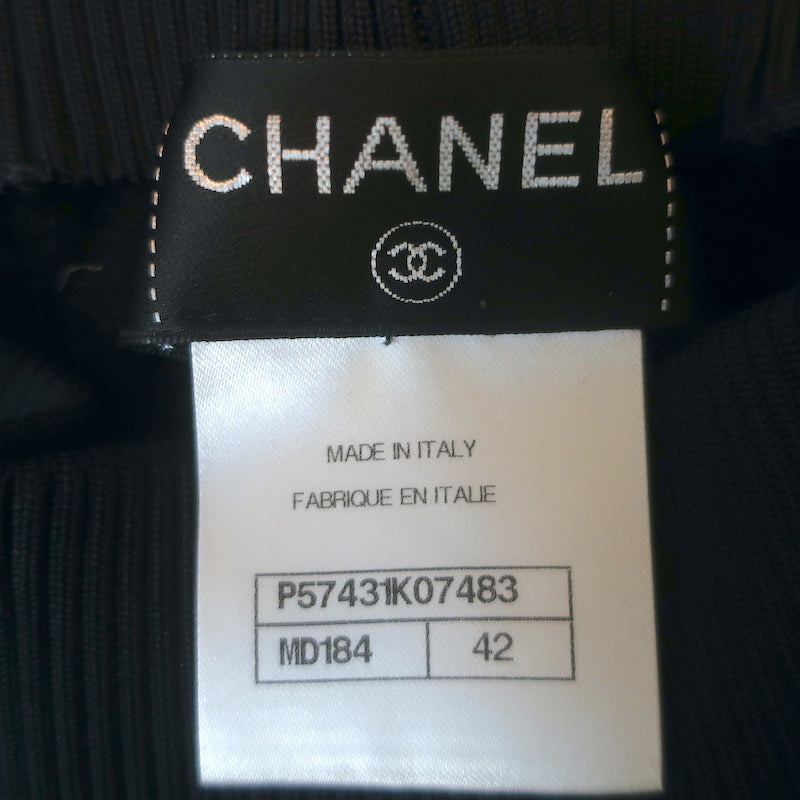 CHANEL
MADE IN ITALY
FABRIQUE EN ITALIE
P57431K07483
MD184 42